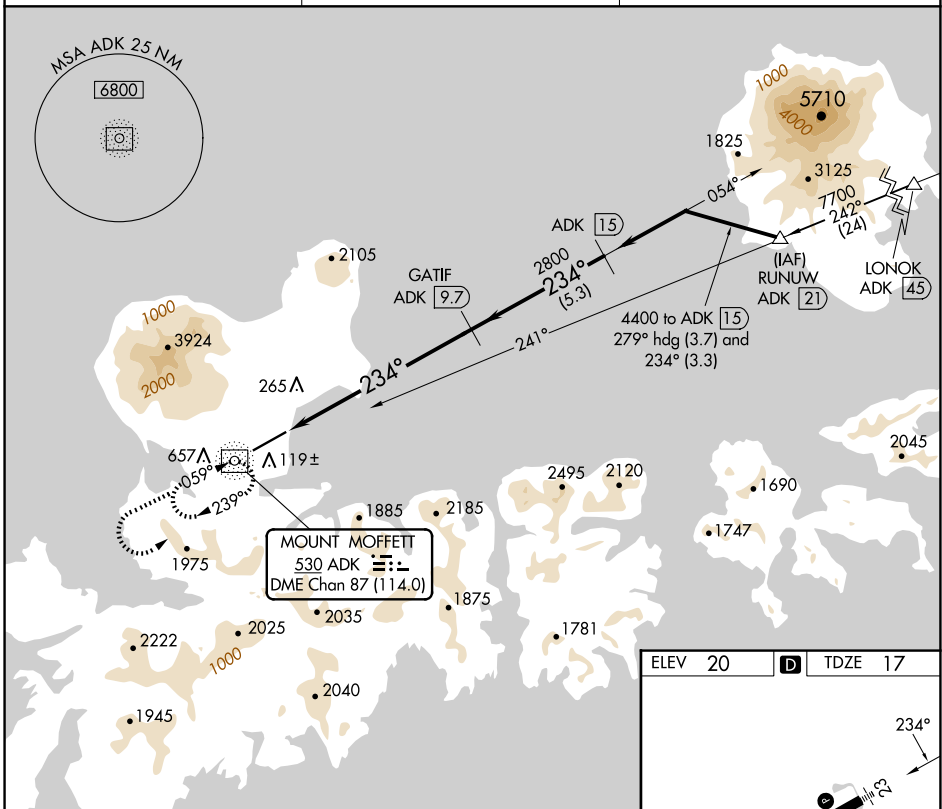 MSA ADK 25 NM
6800
1000
5710
4000
1825
3125
054°
7700
242°
(24)
ADK 15
2105
2800
234°
(5.3)
GATIF
ADK 9.7
(IAF)
RUNUW
ADK 21
LONOK
ADK 45
4400 to ADK 15
279° hdg (3.7) and
234° (3.3)
241°
1000
3924
2000
234°
265
657
119±
059°
239°
2045
2495
2120
1690
1885
2185
1747
MOUNT MOFFETT
530 ADK
DME Chan 87 (114.0)
1975
1875
2035
2025
2222
1000
1781
2040
1945
ELEV 20
D
TDZE 17
234°
P
23